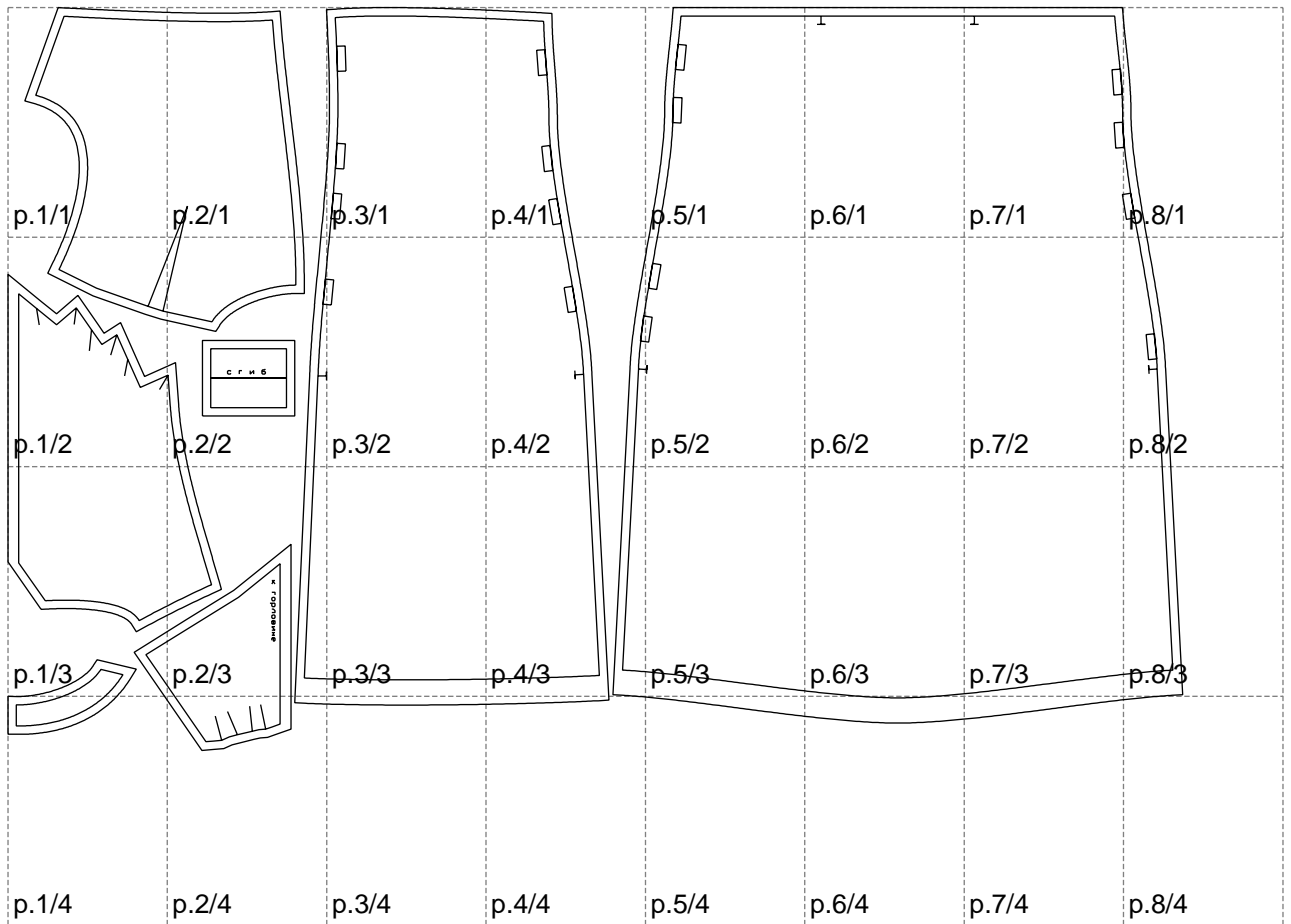 p.1/1 p.2/1 p.3/1 p.4/1 p.5/1 p.6/1 p.7/1 p.8/1
сгиб
p.1/2 p.2/2 p.3/2 p.4/2 p.5/2 p.6/2 p.7/2 p.8/2
к горловине
p.1/3 p.2/3 p.3/3 p.4/3 p.5/3 p.6/3 p.7/3 p.8/3
p.1/4 p.2/4 p.3/4 p.4/4 p.5/4 p.6/4 p.7/4 p.8/4